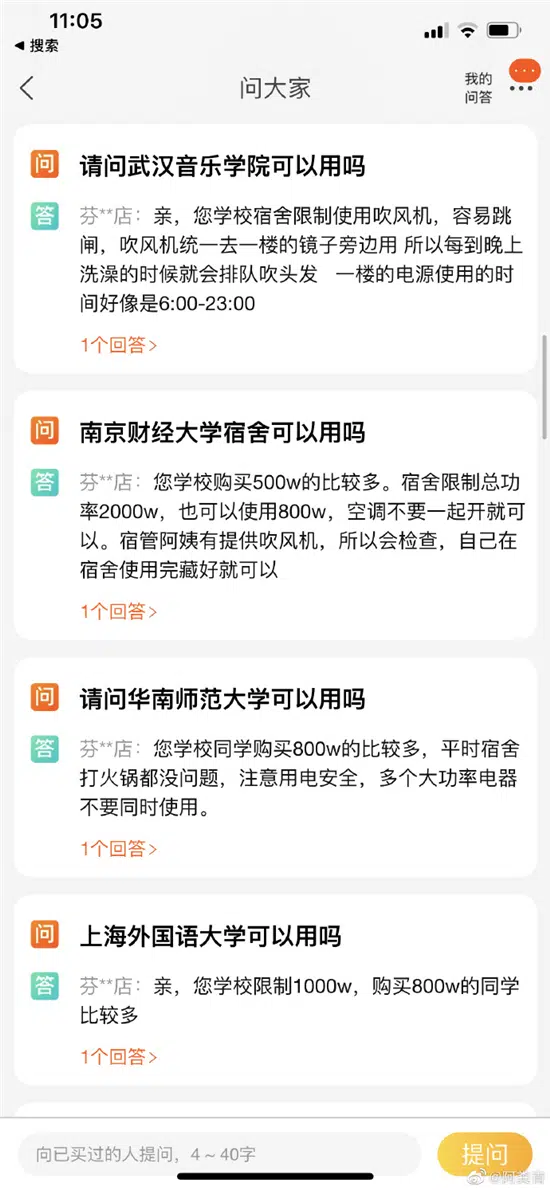 11:05
◀ 搜索
问大家
我的
问答
问 请问武汉音乐学院可以用吗
答 芬**店：亲，您学校宿舍限制使用吹风机，容易跳
闸，吹风机统一去一楼的镜子旁边用 所以每到晚上
洗澡的时候就会排队吹头发 一楼的电源使用的时
间好像是6:00-23:00
1个回答>
问 南京财经大学宿舍可以用吗
答 芬**店：您学校购买500w的比较多。宿舍限制总功
率2000w，也可以使用800w，空调不要一起开就可
以。宿管阿姨有提供吹风机，所以会检查，自己在
宿舍使用完藏好就可以
1个回答>
问 请问华南师范大学可以用吗
答 芬**店：您学校同学购买800w的比较多，平时宿舍
打火锅都没问题，注意用电安全，多个大功率电器
不要同时使用。
1个回答>
问 上海外国语大学可以用吗
答 芬**店：亲，您学校限制1000w，购买800w的同学
比较多
1个回答>
向已买过的人提问，4～40字
提问